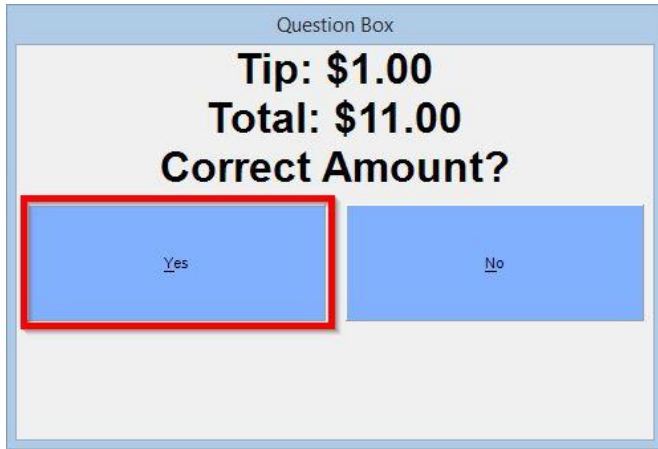 Question Box
Tip: $1.00
Total: $11.00
Correct Amount?
Yes
No